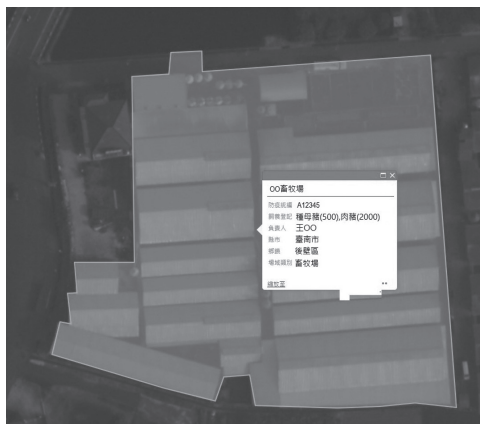 OO畜牧場
防疫統編 A12345
飼養登記 種母豬(500),肉豬(2000)
負責人 王OO
縣市 臺南市
鄉鎮 後壁區
場域類別 畜牧場
縮放至